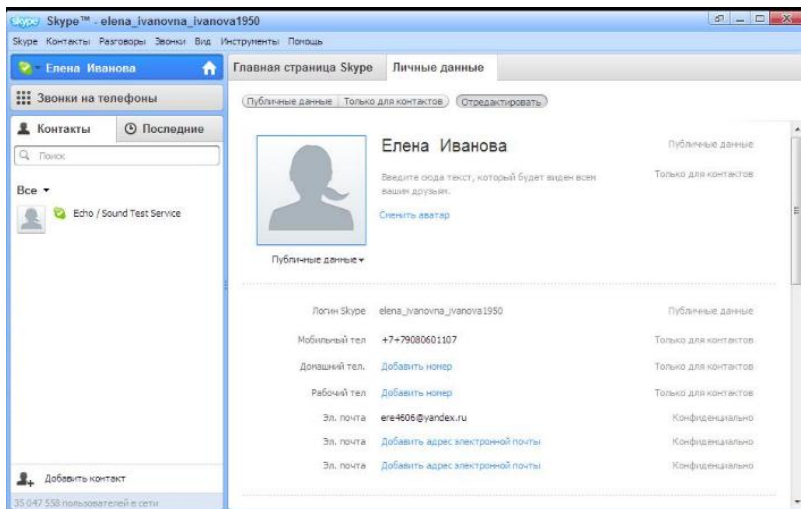 skype Skype™ - elena_ivanovna_ivanova1950
Skype Контакты Разговоры Звонки Вид Инструменты Помощь
Елена Иванова
Главная страница Skype Личные данные
Звонки на телефоны
Публичные данные Только для контактов Отредактировать
Контакты Последние
Поиск
Все
Echo / Sound Test Service
Елена Иванова
Публичные данные
Введите сюда текст, который будет виден всем
вашим друзьям.
Только для контактов
Сменить аватар
Публичные данные
Логин Skype elena_ivanovna_ivanova1950 Публичные данные
Мобильный тел +7+79080601107 Только для контактов
Домашний тел. Добавить номер Только для контактов
Рабочий тел Добавить номер Только для контактов
Эл. почта ere4606@yandex.ru Конфиденциально
Эл. почта Добавить адрес электронной почты Конфиденциально
Эл. почта Добавить адрес электронной почты Конфиденциально
Добавить контакт
35 047 558 пользователей в сети